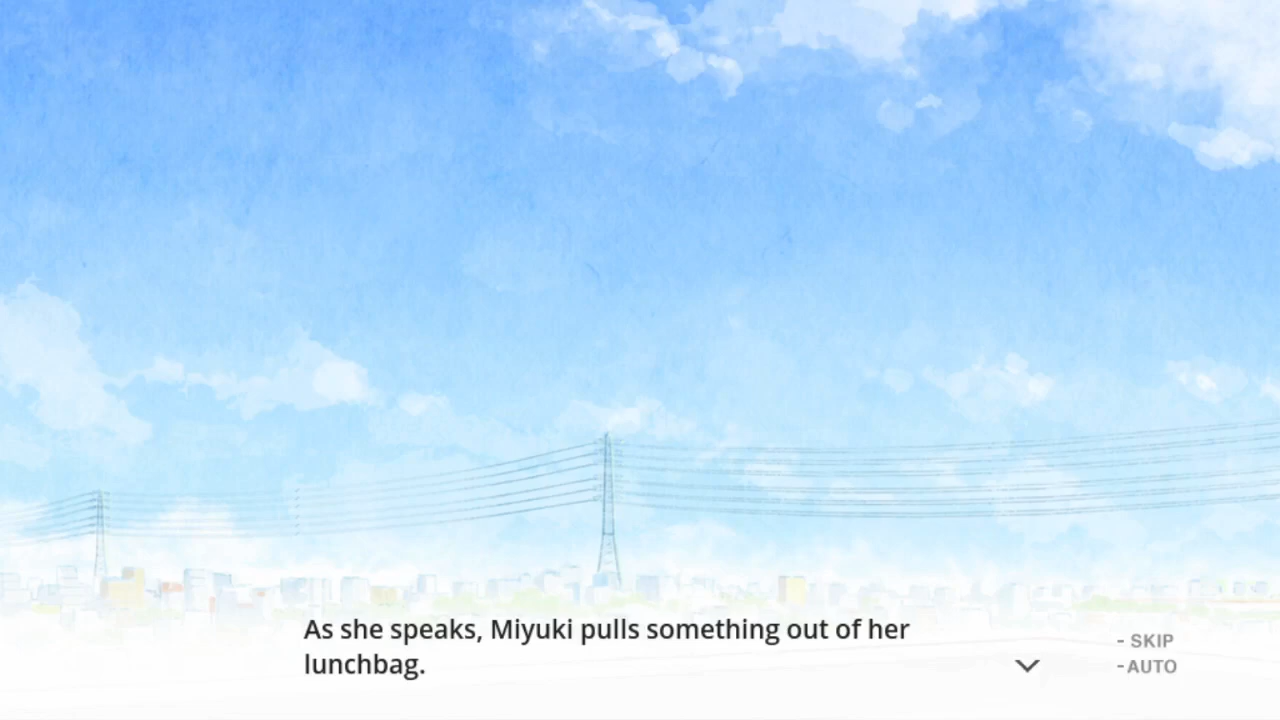 As she speaks, Miyuki pulls something out of her
lunchbag.
- SKIP
-AUTO